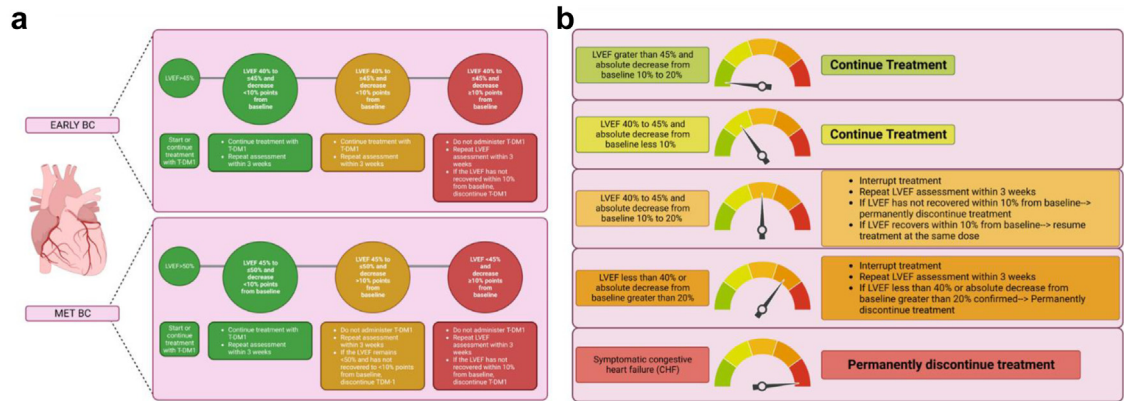 a
EARLY BC
MET BC
LVEF>45%
LVEF 40% to
≤45% and
decrease
<10% points
from
baseline
LVEF 40% to
≤45% and
decrease
<10% points
from
baseline
LVEF 40% to
≤45% and
decrease
≥10% points
from
baseline
Start or
continue
treatment
with T-DM1
• Continue treatment with
T-DM1
• Repeat assessment
within 3 weeks
• Continue treatment with
T-DM1
• Repeat assessment
within 3 weeks
• Do not administer T-DM1
• Repeat LVEF
assessment within 3
weeks
• If the LVEF has not
recovered within 10%
from baseline,
discontinue T-DM1
LVEF>50%
LVEF 45% to
≤50% and
decrease
<10% points
from baseline
LVEF 45% to
≤50% and
decrease
<10% points
from
baseline
LVEF <45%
and
decrease
≥10% points
from
baseline
Start or
continue
treatment
with T-DM1
• Continue treatment with
T-DM1
• Repeat assessment
within 3 weeks
• Do not administer T-DM1
• Repeat assessment
within 3 weeks
• If the LVEF remains
<50% and has not
recovered to <10% points
from baseline,
discontinue TDM-1
• Do not administer T-DM1
• Repeat LVEF
assessment within 3
weeks
• If the LVEF has not
recovered within 10%
from baseline,
discontinue T-DM1
b
LVEF grater than 45% and
absolute decrease from
baseline 10% to 20%
Continue Treatment
LVEF 40% to 45% and
absolute decrease from
baseline less 10%
Continue Treatment
LVEF 40% to 45% and
absolute decrease from
baseline 10% to 20%
• Interrupt treatment
• Repeat LVEF assessment within 3 weeks
• If LVEF has not recovered within 10% from baseline-->
permanently discontinue treatment
• If LVEF recovers within 10% from baseline--> resume
treatment at the same dose
LVEF less than 40% or
absolute decrease from
baseline greater than 20%
• Interrupt treatment
• Repeat LVEF assessment within 3 weeks
• If LVEF less than 40% or absolute decrease from
baseline greater than 20% confirmed--> Permanently
discontinue treatment
Symptomatic congestive
heart failure (CHF)
Permanently discontinue treatment